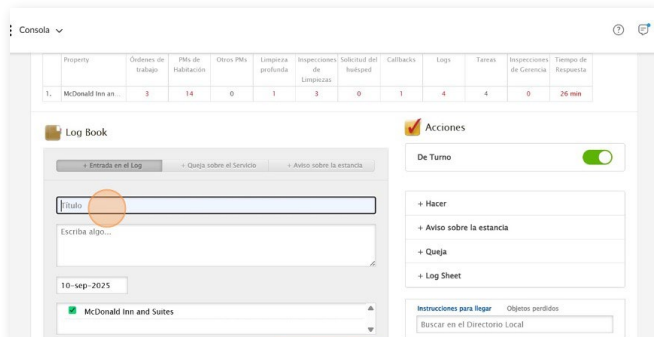 Consola
Property Órdenes de trabajo PMs de Habitación Otros PMs Limpieza profunda Inspecciones de Limpiezas Solicitud del huésped Callbacks Logs Tareas Inspecciones de Gerencia Tiempo de Respuesta
1. McDonald Inn an... 3 14 0 1 3 0 1 4 4 0 26 min
Log Book
+ Entrada en el Log + Queja sobre el Servicio + Aviso sobre la estancia
Título
Escriba algo...
10-sep-2025
McDonald Inn and Suites
Acciones
De Turno
+ Hacer
+ Aviso sobre la estancia
+ Queja
+ Log Sheet
Instrucciones para llegar Objetos perdidos
Buscar en el Directorio Local